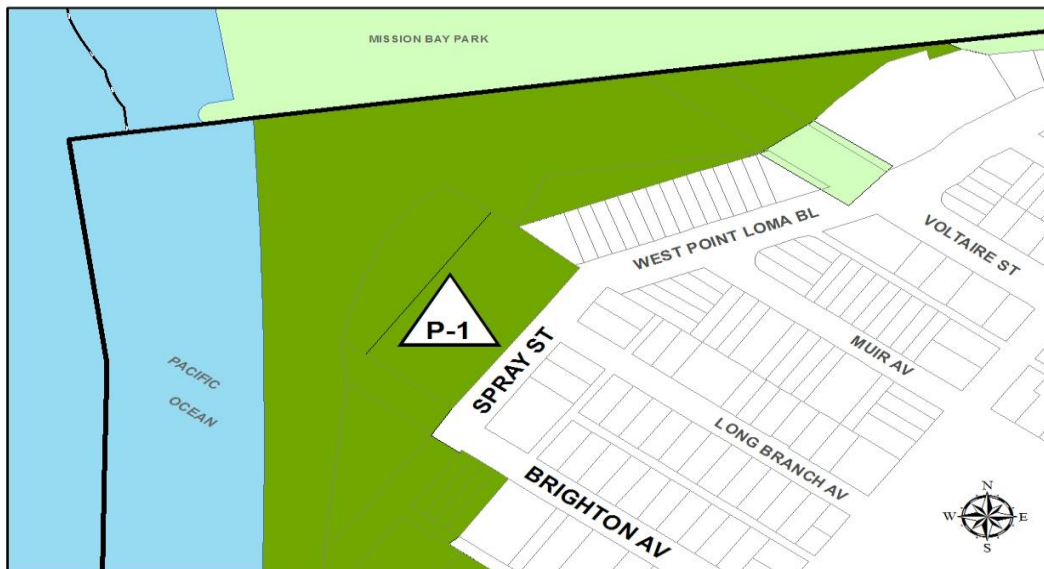 MISSION BAY PARK
WEST POINT LOMA BL
VOLTAIRE ST
P-1
SPRAY ST
MUIR AV
PACIFIC
OCEAN
LONG BRANCH AV
BRIGHTON AV
N
W
E
S